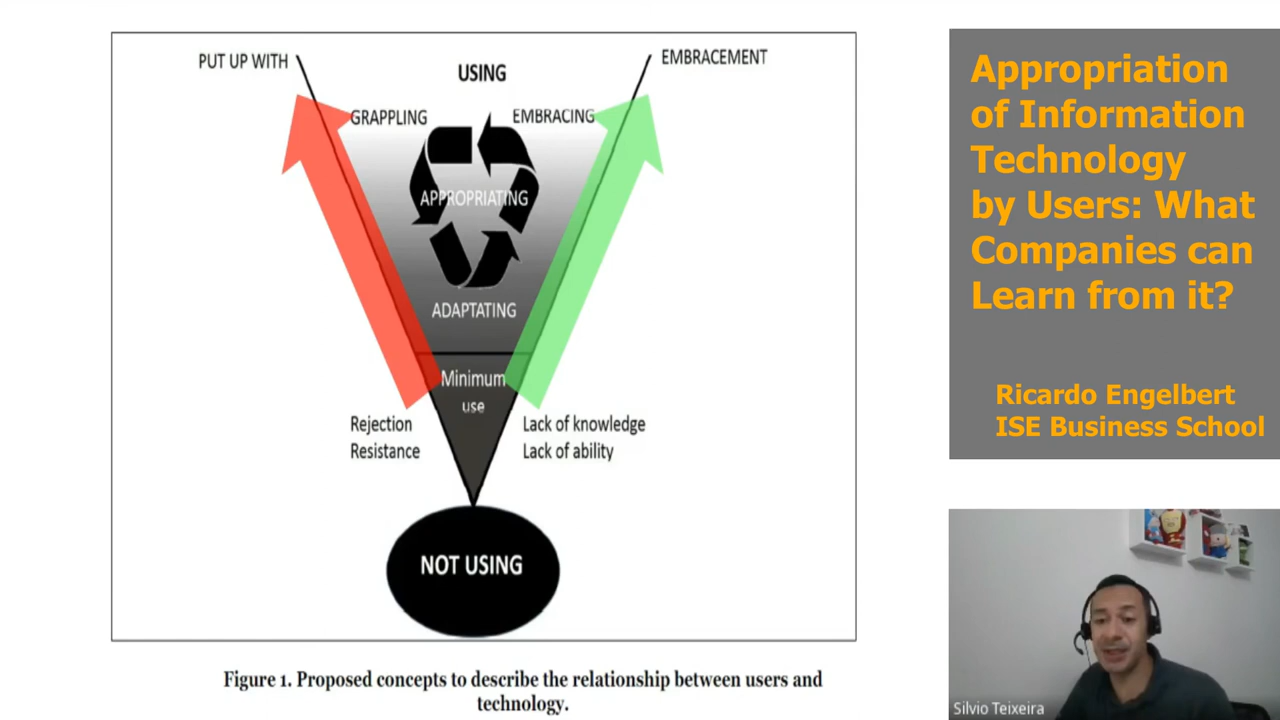 PUT UP WITH
USING
EMBRACEMENT
GRAPPLING
EMBRACING
APPROPRIATING
ADAPTATING
Minimum
use
Rejection
Resistance
Lack of knowledge
Lack of ability
NOT USING
Figure 1. Proposed concepts to describe the relationship between users and
technology.
Appropriation
of Information
Technology
by Users: What
Companies can
Learn from it?
Ricardo Engelbert
ISE Business School
Silvio Teixeira